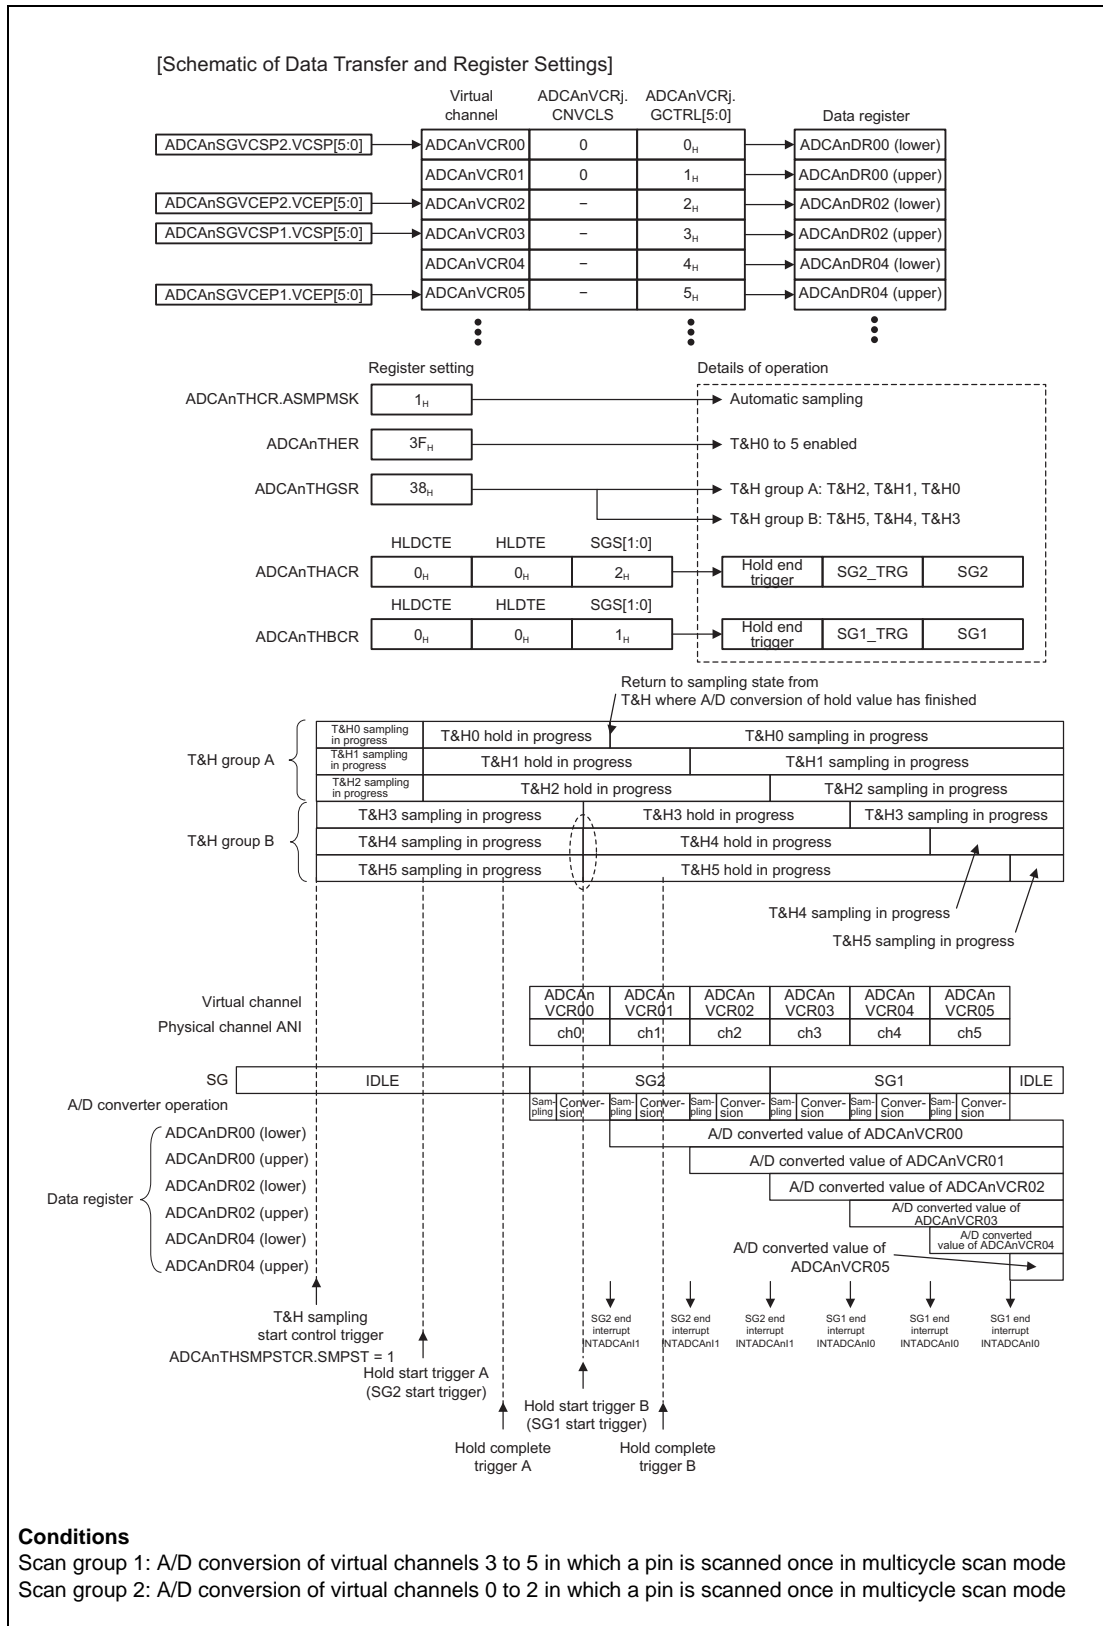 [Schematic of Data Transfer and Register Settings]
Virtual channel ADCAnVCRj. CNVCLS ADCAnVCRj. GCTRL[5:0] Data register
ADCAnSGVCSP2.VCSP[5:0] ADCAnVCR00 0 0H ADCAnDR00 (lower)
ADCAnVCR01 0 1H ADCAnDR00 (upper)
ADCAnSGVCEP2.VCEP[5:0] ADCAnVCR02 – 2H ADCAnDR02 (lower)
ADCAnSGVCSP1.VCSP[5:0] ADCAnVCR03 – 3H ADCAnDR02 (upper)
ADCAnVCR04 – 4H ADCAnDR04 (lower)
ADCAnSGVCEP1.VCEP[5:0] ADCAnVCR05 – 5H ADCAnDR04 (upper)
Register setting Details of operation
ADCAnTHCR.ASMPMSK 1H Automatic sampling
ADCAnTHER 3FH T&H0 to 5 enabled
ADCAnTHGSR 38H T&H group A: T&H2, T&H1, T&H0
T&H group B: T&H5, T&H4, T&H3
HLDCTE HLDTE SGS[1:0]
ADCAnTHACR 0H 0H 2H Hold end trigger SG2_TRG SG2
HLDCTE HLDTE SGS[1:0]
ADCAnTHBCR 0H 0H 1H Hold end trigger SG1_TRG SG1
Return to sampling state from
T&H where A/D conversion of hold value has finished
T&H group A
T&H0 sampling in progress T&H0 hold in progress T&H0 sampling in progress
T&H1 sampling in progress T&H1 hold in progress T&H1 sampling in progress
T&H2 sampling in progress T&H2 hold in progress T&H2 sampling in progress
T&H group B
T&H3 sampling in progress T&H3 hold in progress T&H3 sampling in progress
T&H4 sampling in progress T&H4 hold in progress
T&H5 sampling in progress T&H5 hold in progress
T&H4 sampling in progress
T&H5 sampling in progress
Virtual channel ADCAn VCR00 ADCAn VCR01 ADCAn VCR02 ADCAn VCR03 ADCAn VCR04 ADCAn VCR05
Physical channel ANI ch0 ch1 ch2 ch3 ch4 ch5
SG IDLE SG2 SG1 IDLE
A/D converter operation Sam-pling Conver-sion Sam-pling Conver-sion Sam-pling Conver-sion Sam-pling Conver-sion Sam-pling Conver-sion Sam-pling Conver-sion
Data register
ADCAnDR00 (lower) A/D converted value of ADCAnVCR00
ADCAnDR00 (upper) A/D converted value of ADCAnVCR01
ADCAnDR02 (lower) A/D converted value of ADCAnVCR02
ADCAnDR02 (upper) A/D converted value of ADCAnVCR03
ADCAnDR04 (lower) A/D converted value of ADCAnVCR04
ADCAnDR04 (upper) A/D converted value of ADCAnVCR05
T&H sampling
start control trigger
ADCAnTHSMPSTCR.SMPST = 1
SG2 end interrupt INTADCAnI1 SG2 end interrupt INTADCAnI1 SG2 end interrupt INTADCAnI1 SG1 end interrupt INTADCAnI0 SG1 end interrupt INTADCAnI0 SG1 end interrupt INTADCAnI0
Hold start trigger A
(SG2 start trigger)
Hold start trigger B
(SG1 start trigger)
Hold complete
trigger A
Hold complete
trigger B
Conditions
Scan group 1: A/D conversion of virtual channels 3 to 5 in which a pin is scanned once in multicycle scan mode
Scan group 2: A/D conversion of virtual channels 0 to 2 in which a pin is scanned once in multicycle scan mode